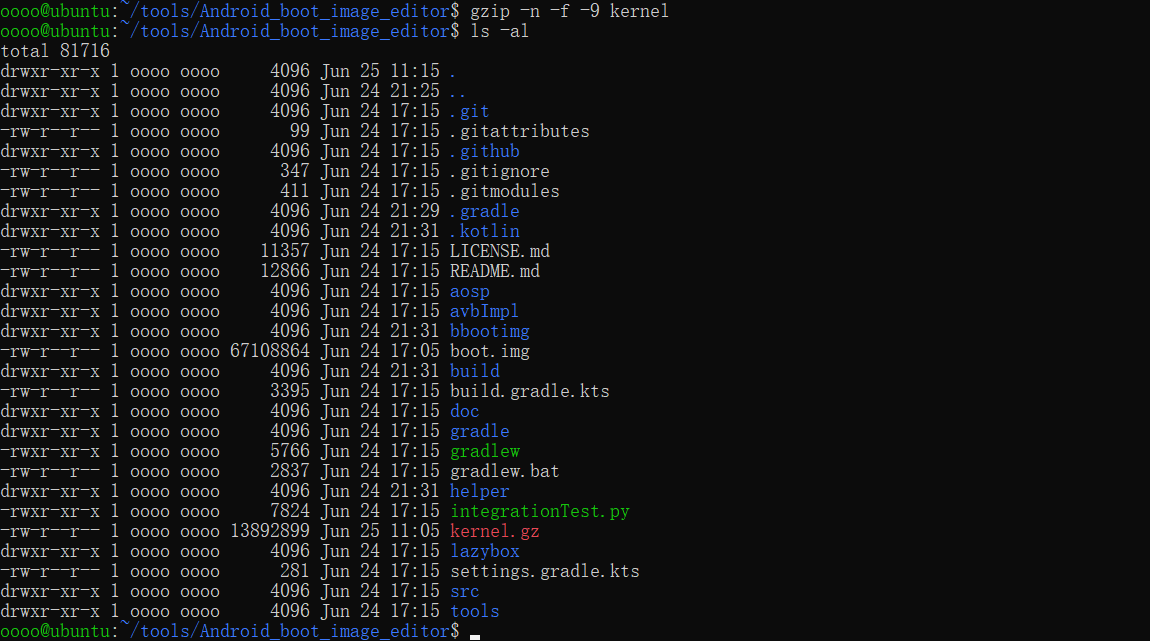 oooo@ubuntu:~/tools/Android_boot_image_editor$ gzip -n -f -9 kernel
oooo@ubuntu:~/tools/Android_boot_image_editor$ ls -al
total 81716
drwxr-xr-x 1 oooo oooo     4096 Jun 25 11:15 .
drwxr-xr-x 1 oooo oooo     4096 Jun 24 21:25 ..
drwxr-xr-x 1 oooo oooo     4096 Jun 24 17:15 .git
-rw-r--r-- 1 oooo oooo       99 Jun 24 17:15 .gitattributes
drwxr-xr-x 1 oooo oooo     4096 Jun 24 17:15 .github
-rw-r--r-- 1 oooo oooo      347 Jun 24 17:15 .gitignore
-rw-r--r-- 1 oooo oooo      411 Jun 24 17:15 .gitmodules
drwxr-xr-x 1 oooo oooo     4096 Jun 24 21:29 .gradle
drwxr-xr-x 1 oooo oooo     4096 Jun 24 21:31 .kotlin
-rw-r--r-- 1 oooo oooo    11357 Jun 24 17:15 LICENSE.md
-rw-r--r-- 1 oooo oooo    12866 Jun 24 17:15 README.md
drwxr-xr-x 1 oooo oooo     4096 Jun 24 17:15 aosp
drwxr-xr-x 1 oooo oooo     4096 Jun 24 17:15 avbImpl
drwxr-xr-x 1 oooo oooo     4096 Jun 24 21:31 bbootimg
-rw-r--r-- 1 oooo oooo 67108864 Jun 24 17:05 boot.img
drwxr-xr-x 1 oooo oooo     4096 Jun 24 21:31 build
-rw-r--r-- 1 oooo oooo     3395 Jun 24 17:15 build.gradle.kts
drwxr-xr-x 1 oooo oooo     4096 Jun 24 17:15 doc
drwxr-xr-x 1 oooo oooo     4096 Jun 24 17:15 gradle
-rwxr-xr-x 1 oooo oooo     5766 Jun 24 17:15 gradlew
-rw-r--r-- 1 oooo oooo     2837 Jun 24 17:15 gradlew.bat
drwxr-xr-x 1 oooo oooo     4096 Jun 24 21:31 helper
-rwxr-xr-x 1 oooo oooo     7824 Jun 24 17:15 integrationTest.py
-rw-r--r-- 1 oooo oooo 13892899 Jun 25 11:05 kernel.gz
drwxr-xr-x 1 oooo oooo     4096 Jun 24 17:15 lazybox
-rw-r--r-- 1 oooo oooo      281 Jun 24 17:15 settings.gradle.kts
drwxr-xr-x 1 oooo oooo     4096 Jun 24 17:15 src
drwxr-xr-x 1 oooo oooo     4096 Jun 24 17:15 tools
oooo@ubuntu:~/tools/Android_boot_image_editor$